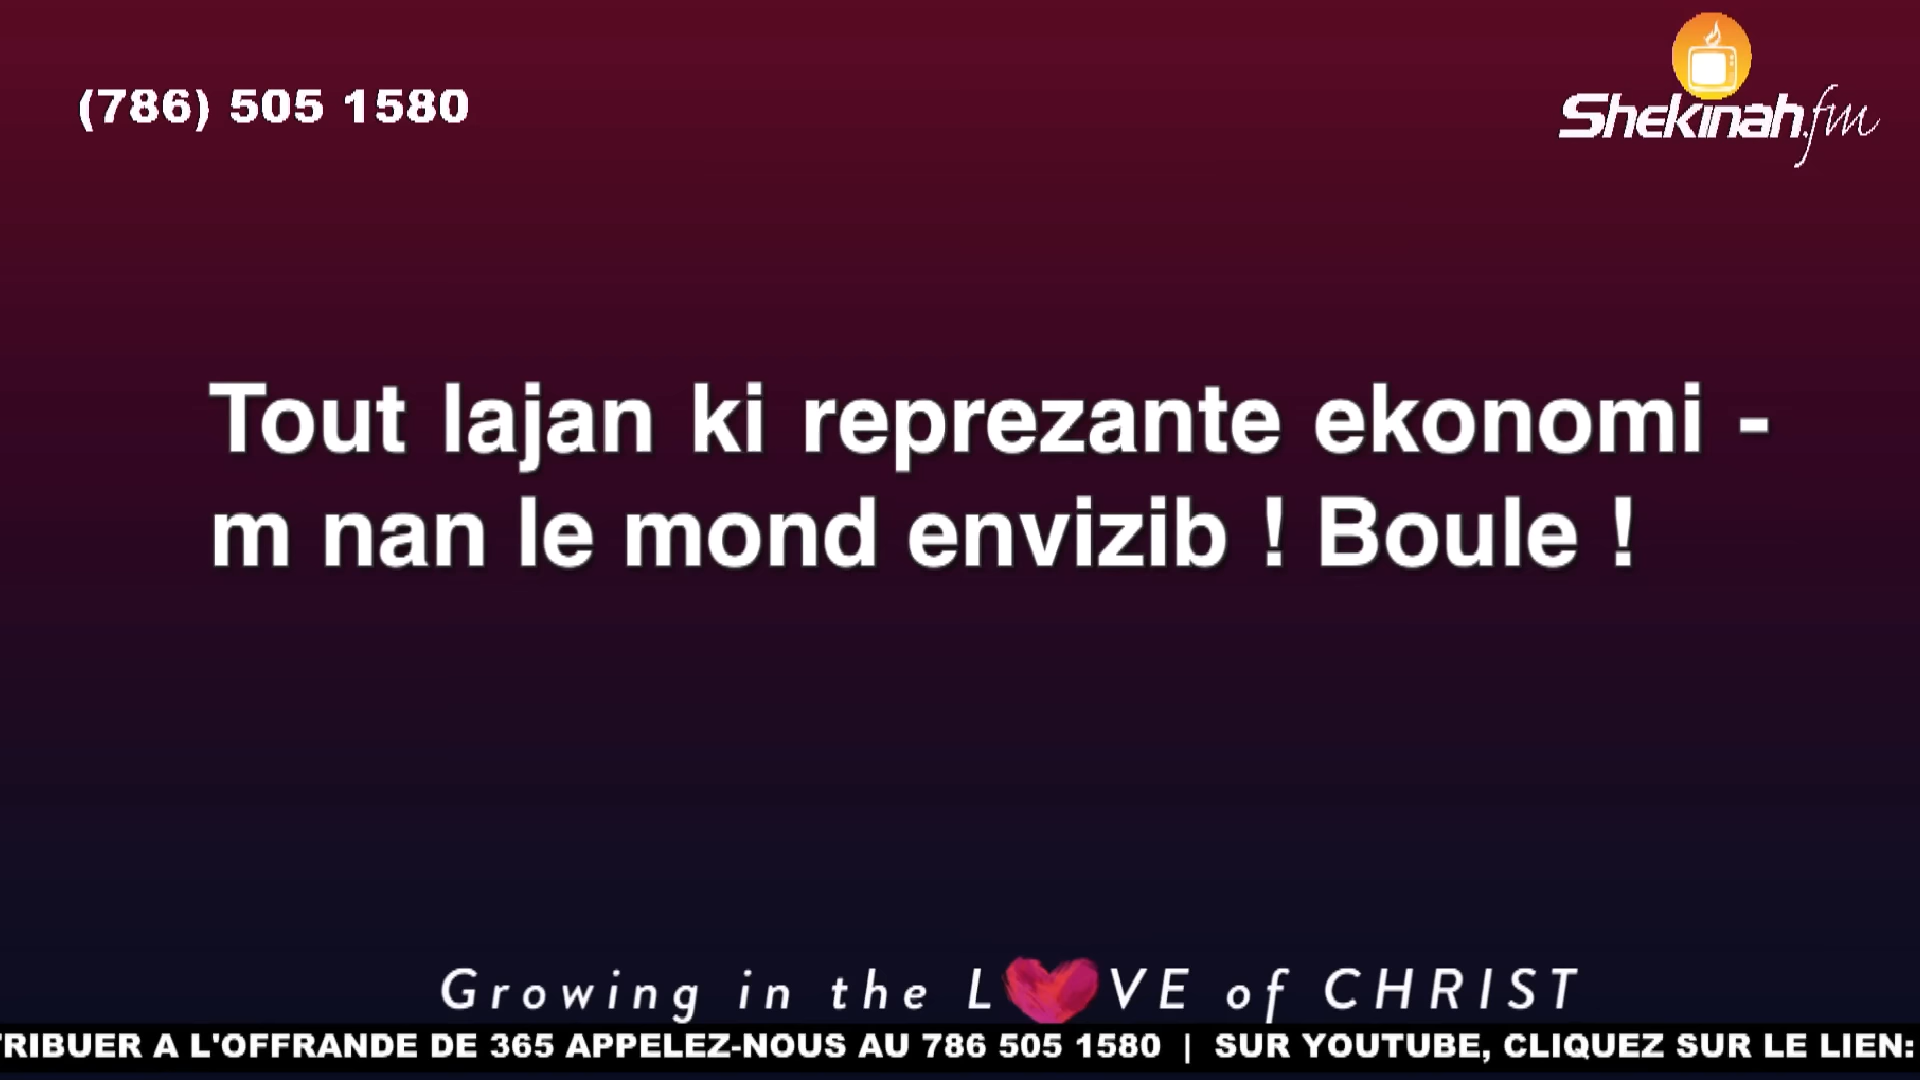 (786) 505 1580
Shekinah.fm
Tout lajan ki reprezante ekonomi -
m nan le mond envizib ! Boule !
Growing in the L VE of CHRIST
TRIBUER A L'OFFRANDE DE 365 APPELEZ-NOUS AU 786 505 1580 | SUR YOUTUBE, CLIQUEZ SUR LE LIEN: